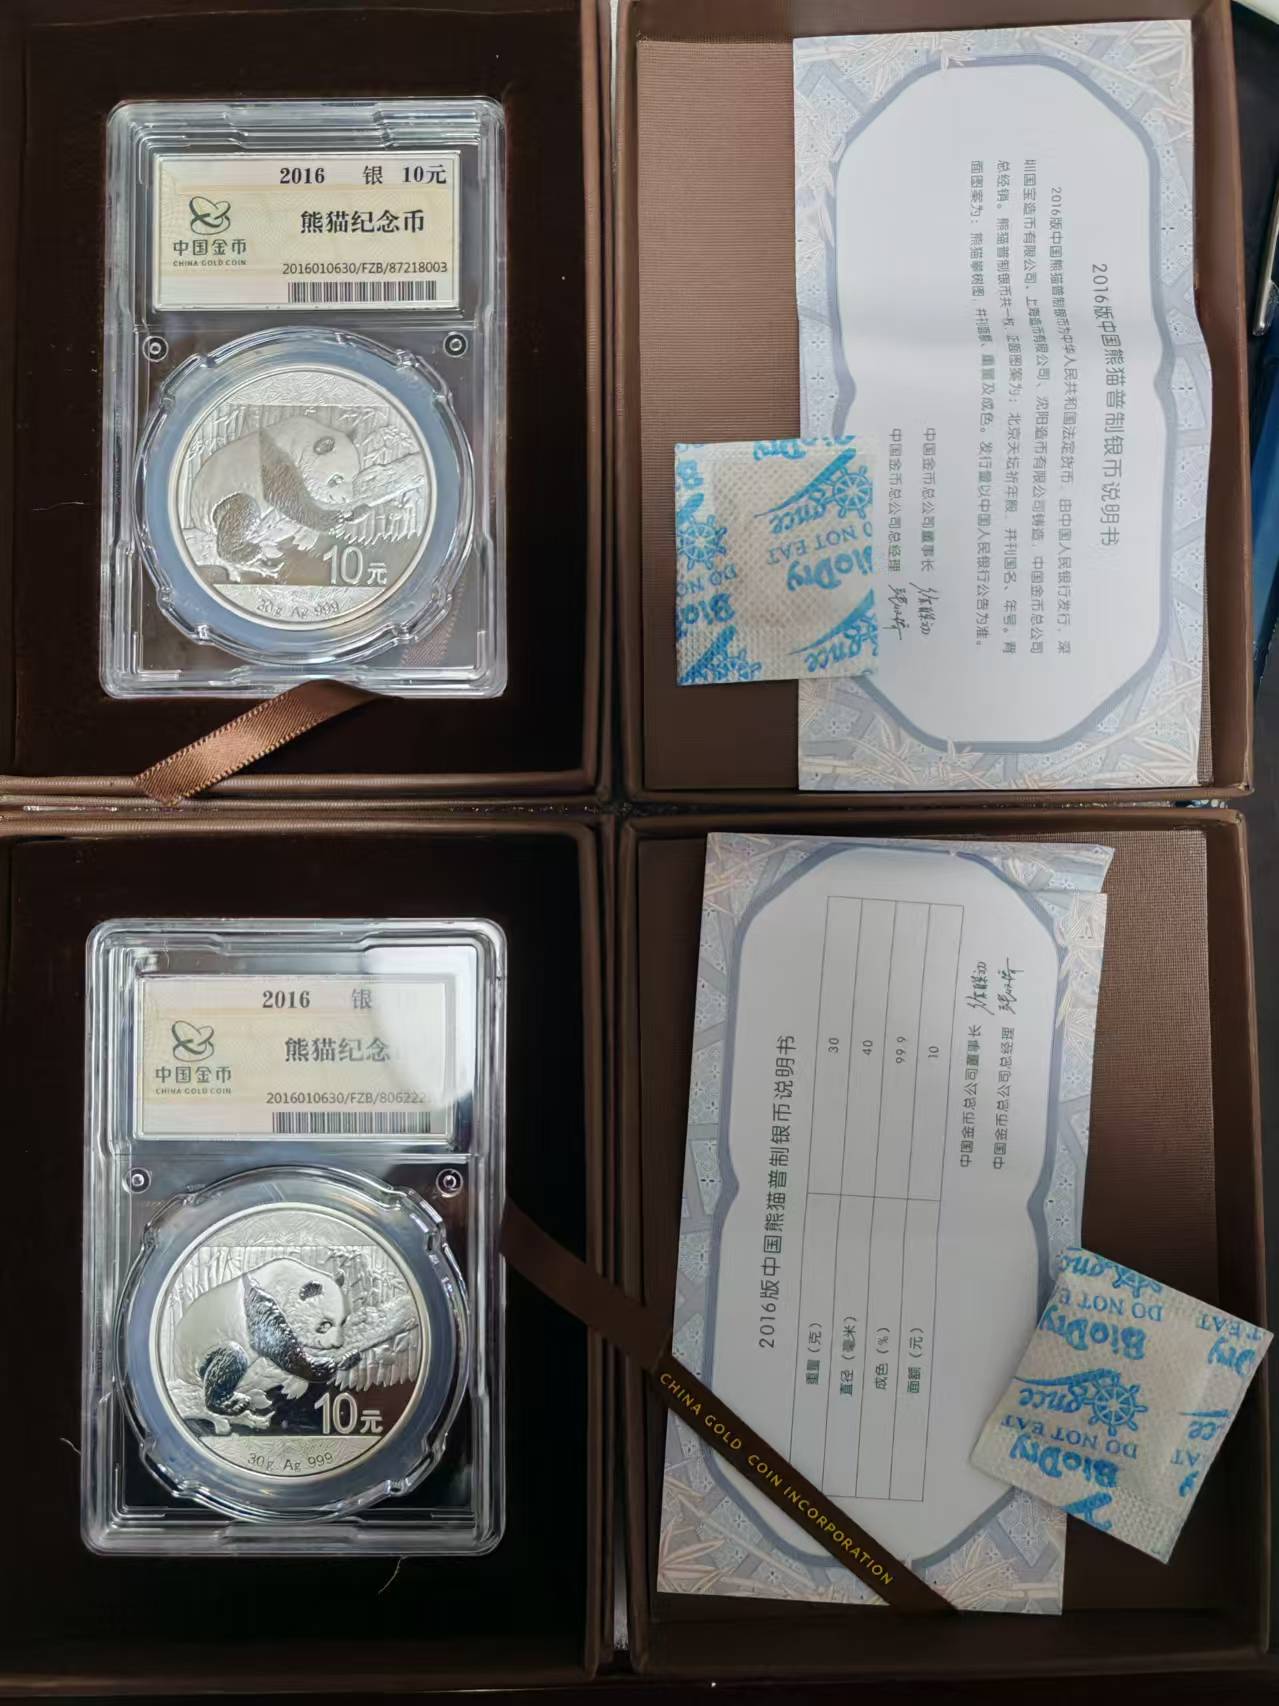 2016 银 10元
熊猫纪念币
中国金币
CHINA GOLD COIN
2016010630/FZB/87218003
10元
30g Ag 999
2016版中国熊猫普制银币说明书
2016版中国熊猫普制银币为中华人民共和国法定货币，由中国人民银行发行，深
圳国宝造币有限公司、上海造币有限公司、沈阳造币有限公司铸造，中国金币总公司
总经销。熊猫普制银币共一枚，正面图案为：北京天坛祈年殿，并刊国名、年号。背
面图案为：熊猫攀树图，并刊面额、重量及成色。发行量以中国人民银行公告为准。
中国金币总公司董事长
中国金币总公司总经理
BioDry
DO NOT EAT
2016 银
熊猫纪念
中国金币
CHINA GOLD COIN
2016010630/FZB/806222
10元
30g Ag 999
2016版中国熊猫普制银币说明书
重量（克） 30
直径（毫米） 40
成色（%） 99.9
面额（元） 10
中国金币总公司董事长
中国金币总公司总经理
CHINA GOLD COIN INCORPORATION
BioDry
DO NOT EAT